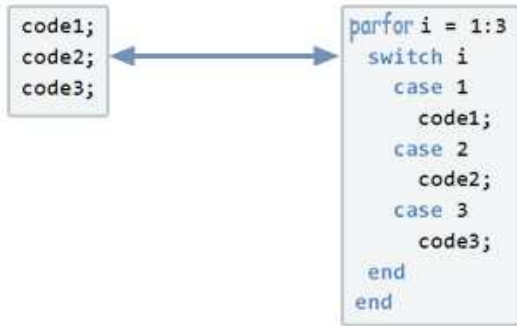 code1;
code2;
code3;
parfor i = 1:3
switch i
case 1
code1;
case 2
code2;
case 3
code3;
end
end